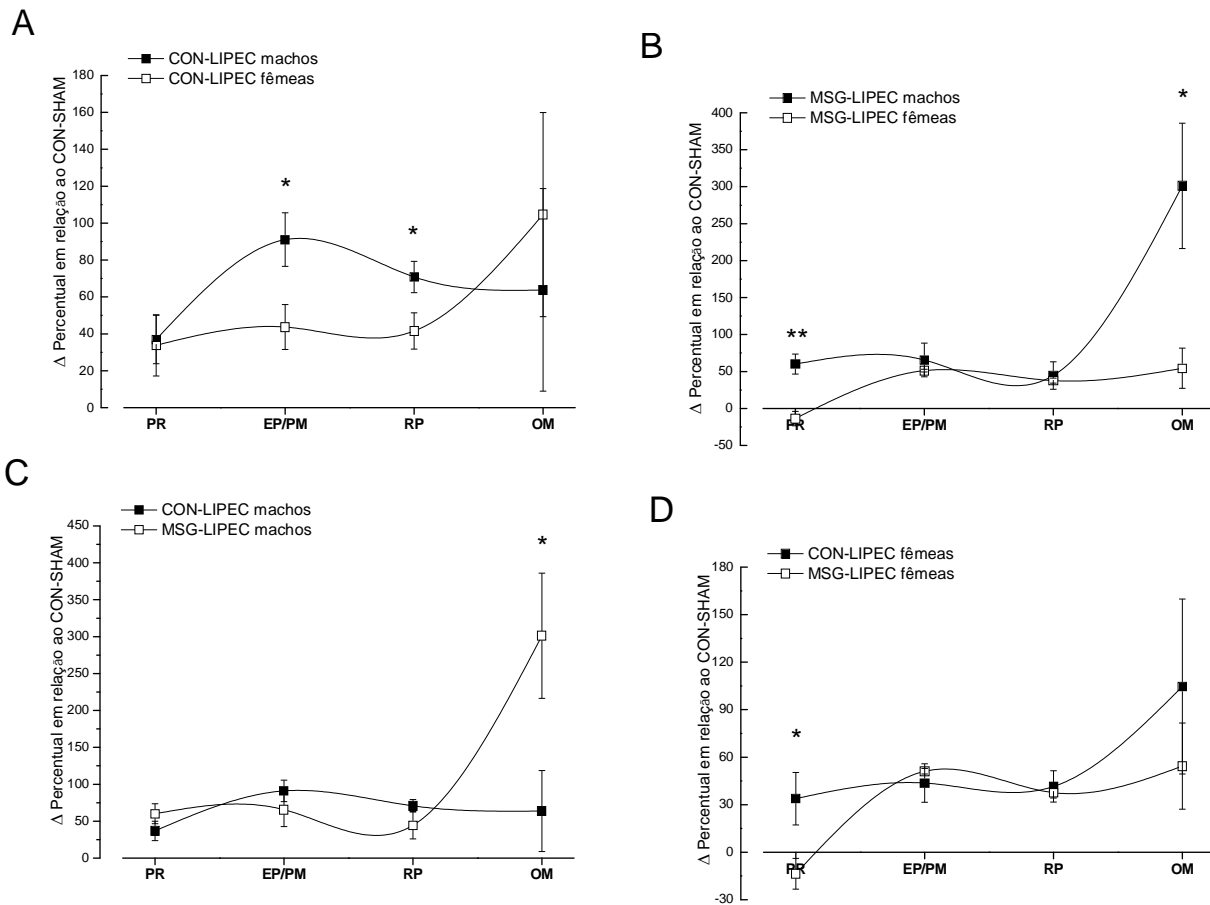 A
CON-LIPEC machos
CON-LIPEC fêmeas
Δ Percentual em relação ao CON-SHAM
180
160
140
120
100
80
60
40
20
0
*
*
PR
EP/PM
RP
OM
B
MSG-LIPEC machos
MSG-LIPEC fêmeas
Δ Percentual em relação ao CON-SHAM
400
350
300
250
200
150
100
50
0
-50
**
*
PR
EP/PM
RP
OM
C
CON-LIPEC machos
MSG-LIPEC machos
Δ Percentual em relação ao CON-SHAM
450
400
350
300
250
200
150
100
50
0
*
PR
EP/PM
RP
OM
D
CON-LIPEC fêmeas
MSG-LIPEC fêmeas
Δ Percentual em relação ao CON-SHAM
180
150
120
90
60
30
0
-30
*
PR
EP/PM
RP
OM